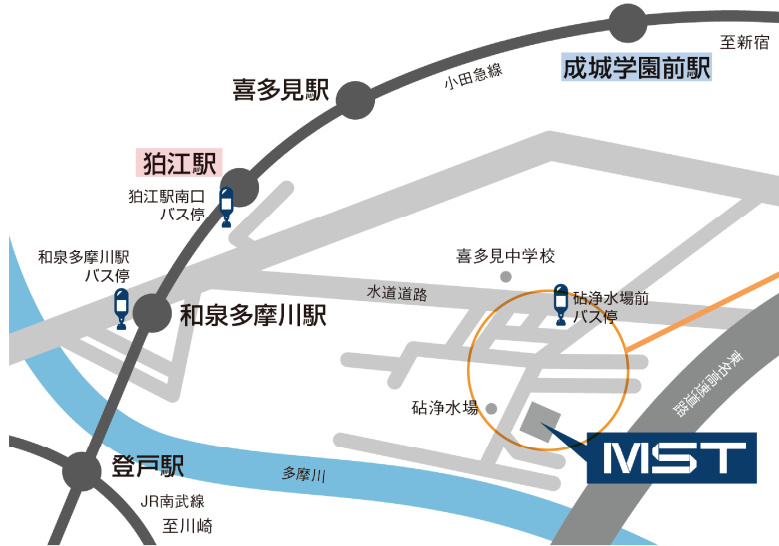 至新宿
成城学園前駅
小田急線
喜多見駅
狛江駅
狛江駅南口
バス停
和泉多摩川駅
バス停
喜多見中学校
水道道路
砧浄水場前
バス停
和泉多摩川駅
東名高速道路
砧浄水場
MST
登戸駅
多摩川
JR南武線
至川崎